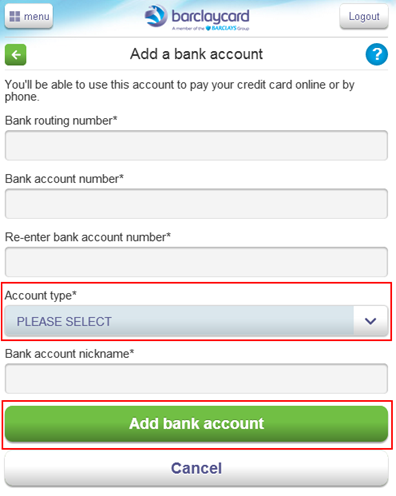 menu
barclaycard
A member of the BARCLAYS Group
Logout
Add a bank account
?
You'll be able to use this account to pay your credit card online or by
phone.
Bank routing number*
Bank account number*
Re-enter bank account number*
Account type*
PLEASE SELECT
Bank account nickname*
Add bank account
Cancel